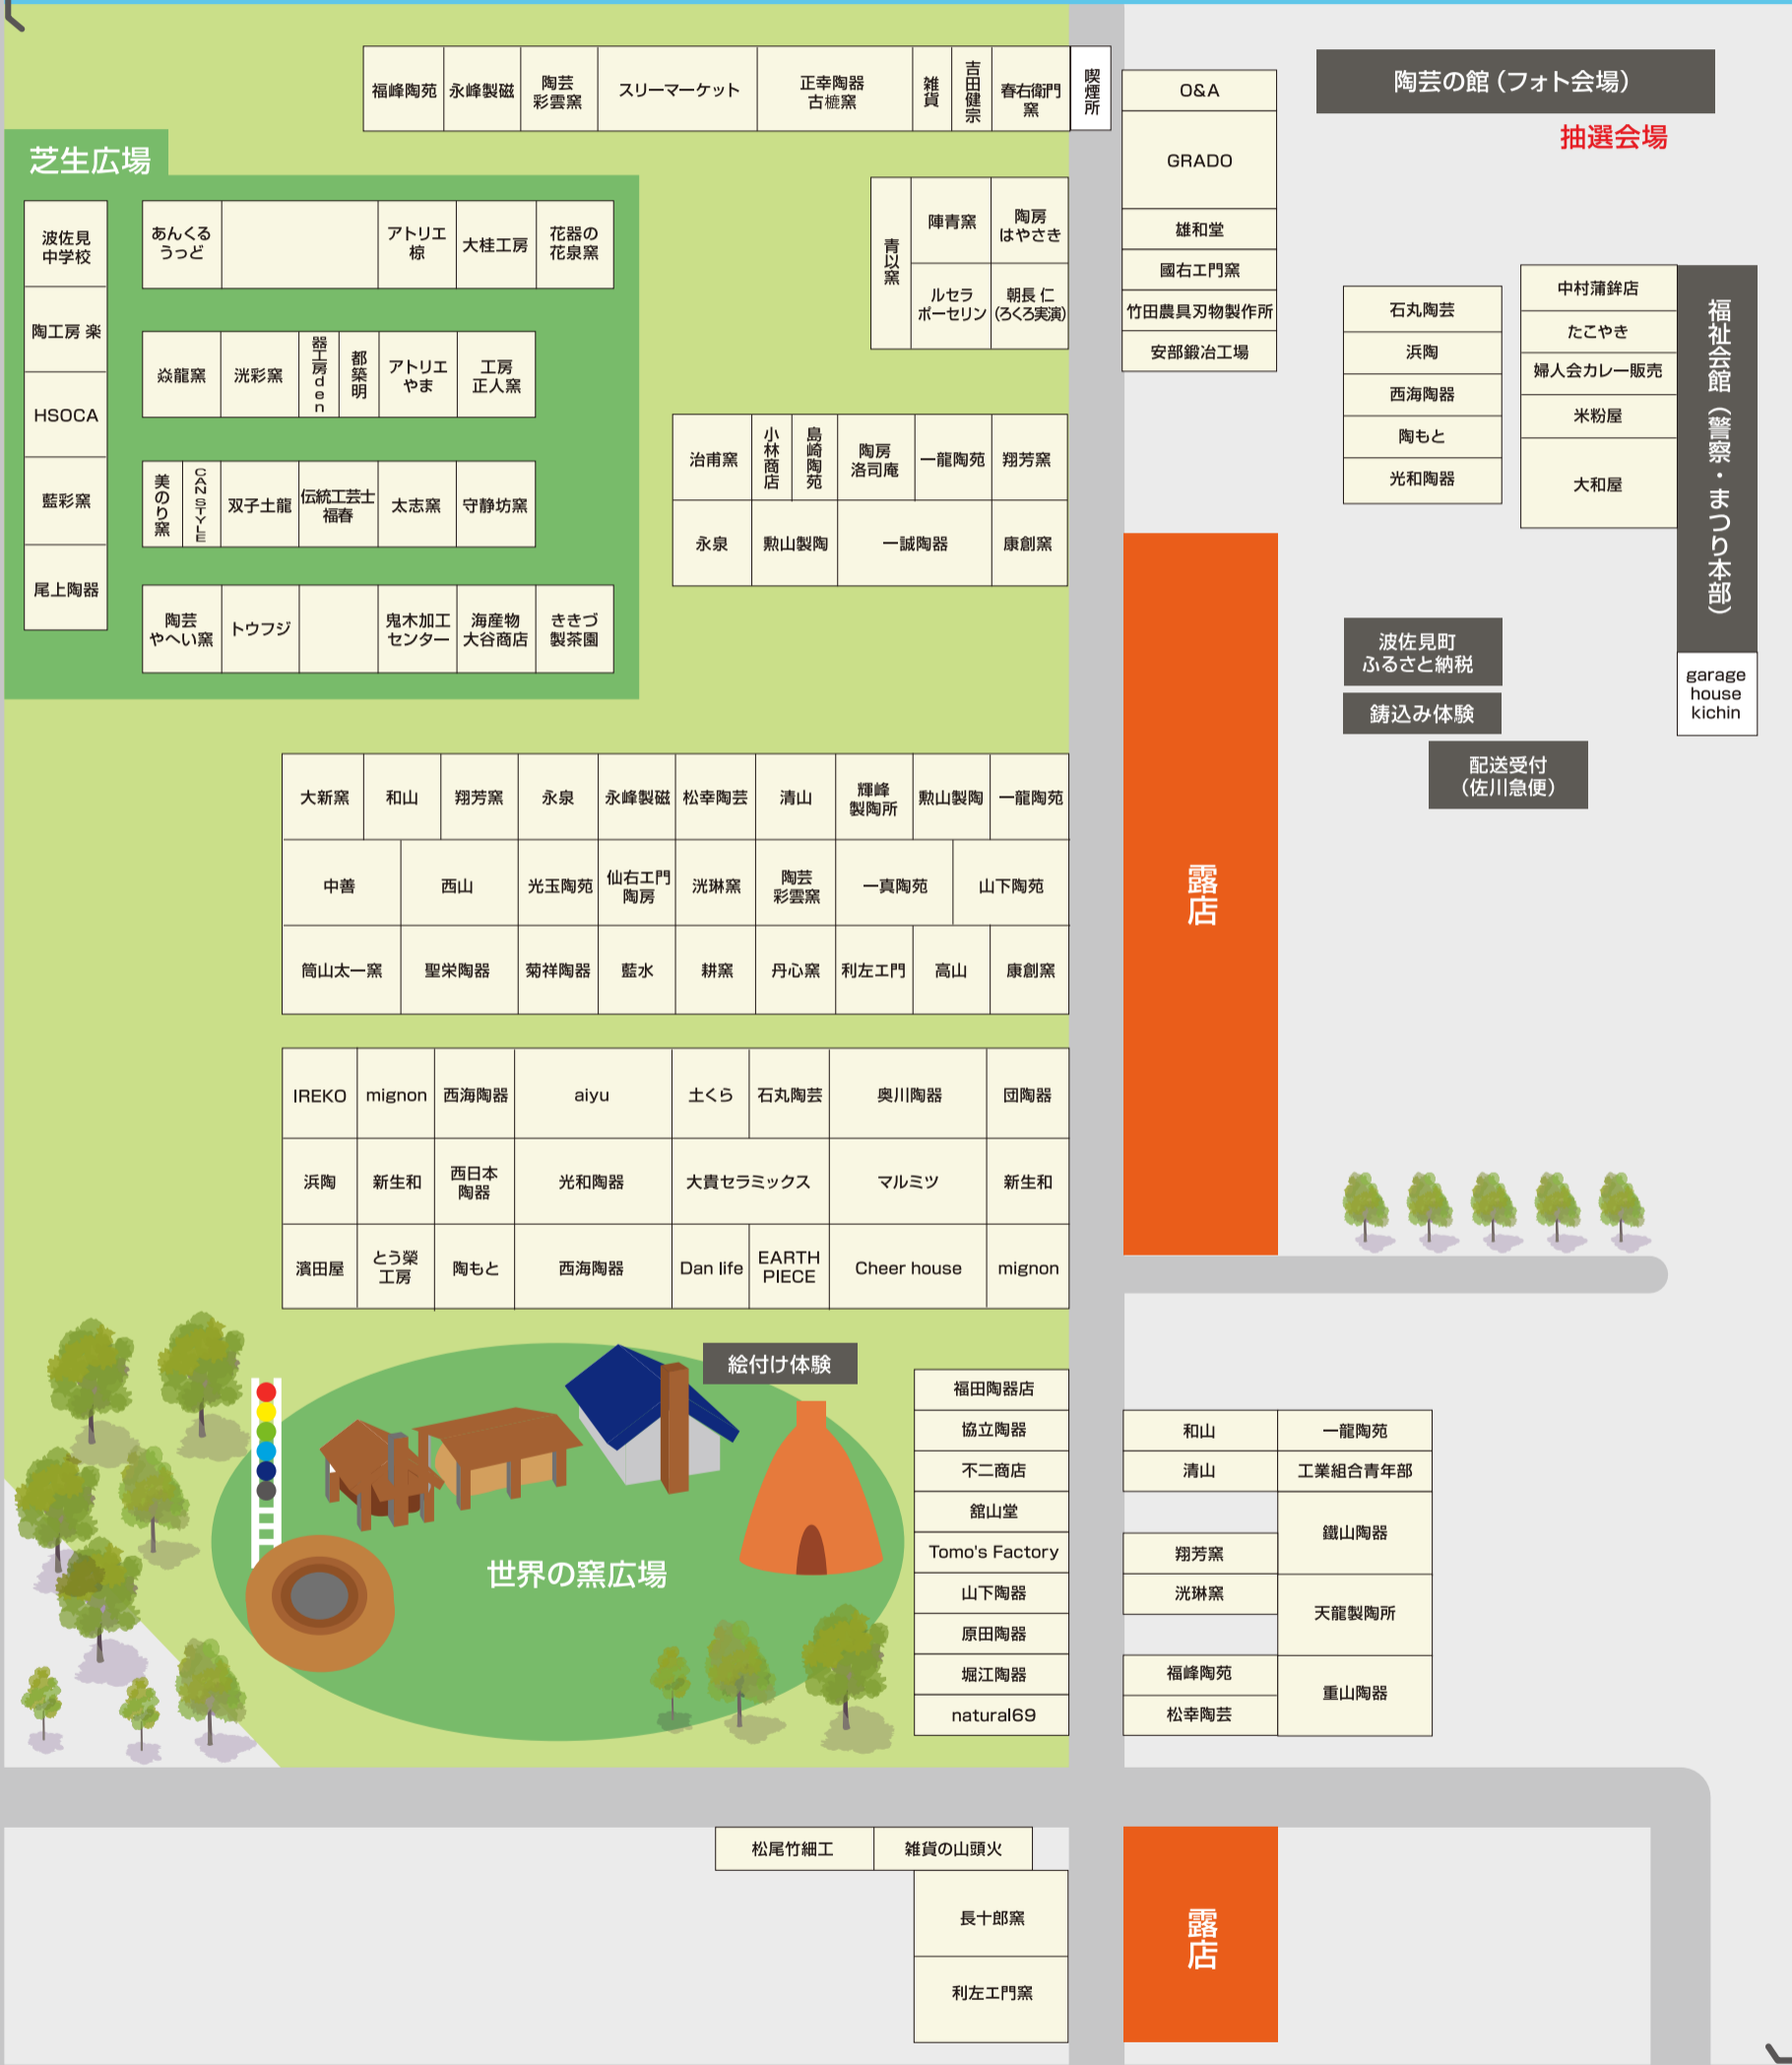 福峰陶苑
永峰製磁
陶芸
彩雲窯
スリーマーケット
正幸陶器
雑貨
吉田健宗
春右衛門
窯
喫煙所
O&A
GRADO
雄和堂
國右エ門窯
竹田農具刃物製作所
安部鍛冶工場
陶芸の館（フォト会場）
抽選会場
芝生広場
波佐見
中学校
陶工房 楽
HSOCA
藍彩窯
尾上陶器
あんくる
うっど
アトリエ
椋
大桂工房
花器の
花泉窯
焱龍窯
洸彩窯
器工房den
都築明
アトリエ
やま
工房
正人窯
美のり窯
CAN STYLE
双子土龍
伝統工芸士
福春
太志窯
守静坊窯
陶芸
やへい窯
トウフジ
鬼木加工
センター
海産物
大谷商店
ききづ
製茶園
青以窯
陣青窯
陶房
はやさき
ルセラ
ポーセリン
朝長 仁
（ろくろ実演）
治甫窯
小林商店
島崎陶苑
陶房
洛司庵
一龍陶苑
翔芳窯
永泉
勲山製陶
一誠陶器
康創窯
石丸陶芸
浜陶
西海陶器
陶もと
光和陶器
中村蒲鉾店
たこやき
婦人会カレー販売
米粉屋
大和屋
福祉会館（警察・まつり本部）
garage
house
kichin
波佐見町
ふるさと納税
鋳込み体験
配送受付
（佐川急便）
露店
大新窯
和山
翔芳窯
永泉
永峰製磁
松幸陶芸
清山
輝峰
製陶所
勲山製陶
一龍陶苑
中善
西山
光玉陶苑
仙右エ門
陶房
洸琳窯
陶芸
彩雲窯
一真陶苑
山下陶苑
筒山太一窯
聖栄陶器
菊祥陶器
藍水
耕窯
丹心窯
利左エ門
高山
康創窯
IREKO
mignon
西海陶器
aiyu
土くら
石丸陶芸
奥川陶器
団陶器
浜陶
新生和
西日本
陶器
光和陶器
大貴セラミックス
マルミツ
新生和
濱田屋
とう榮
工房
陶もと
西海陶器
Dan life
EARTH
PIECE
Cheer house
mignon
絵付け体験
世界の窯広場
福田陶器店
協立陶器
不二商店
舘山堂
Tomo's Factory
山下陶器
原田陶器
堀江陶器
natural69
和山
清山
翔芳窯
洸琳窯
福峰陶苑
松幸陶芸
一龍陶苑
工業組合青年部
鐵山陶器
天龍製陶所
重山陶器
松尾竹細工
雑貨の山頭火
長十郎窯
利左エ門窯
露店